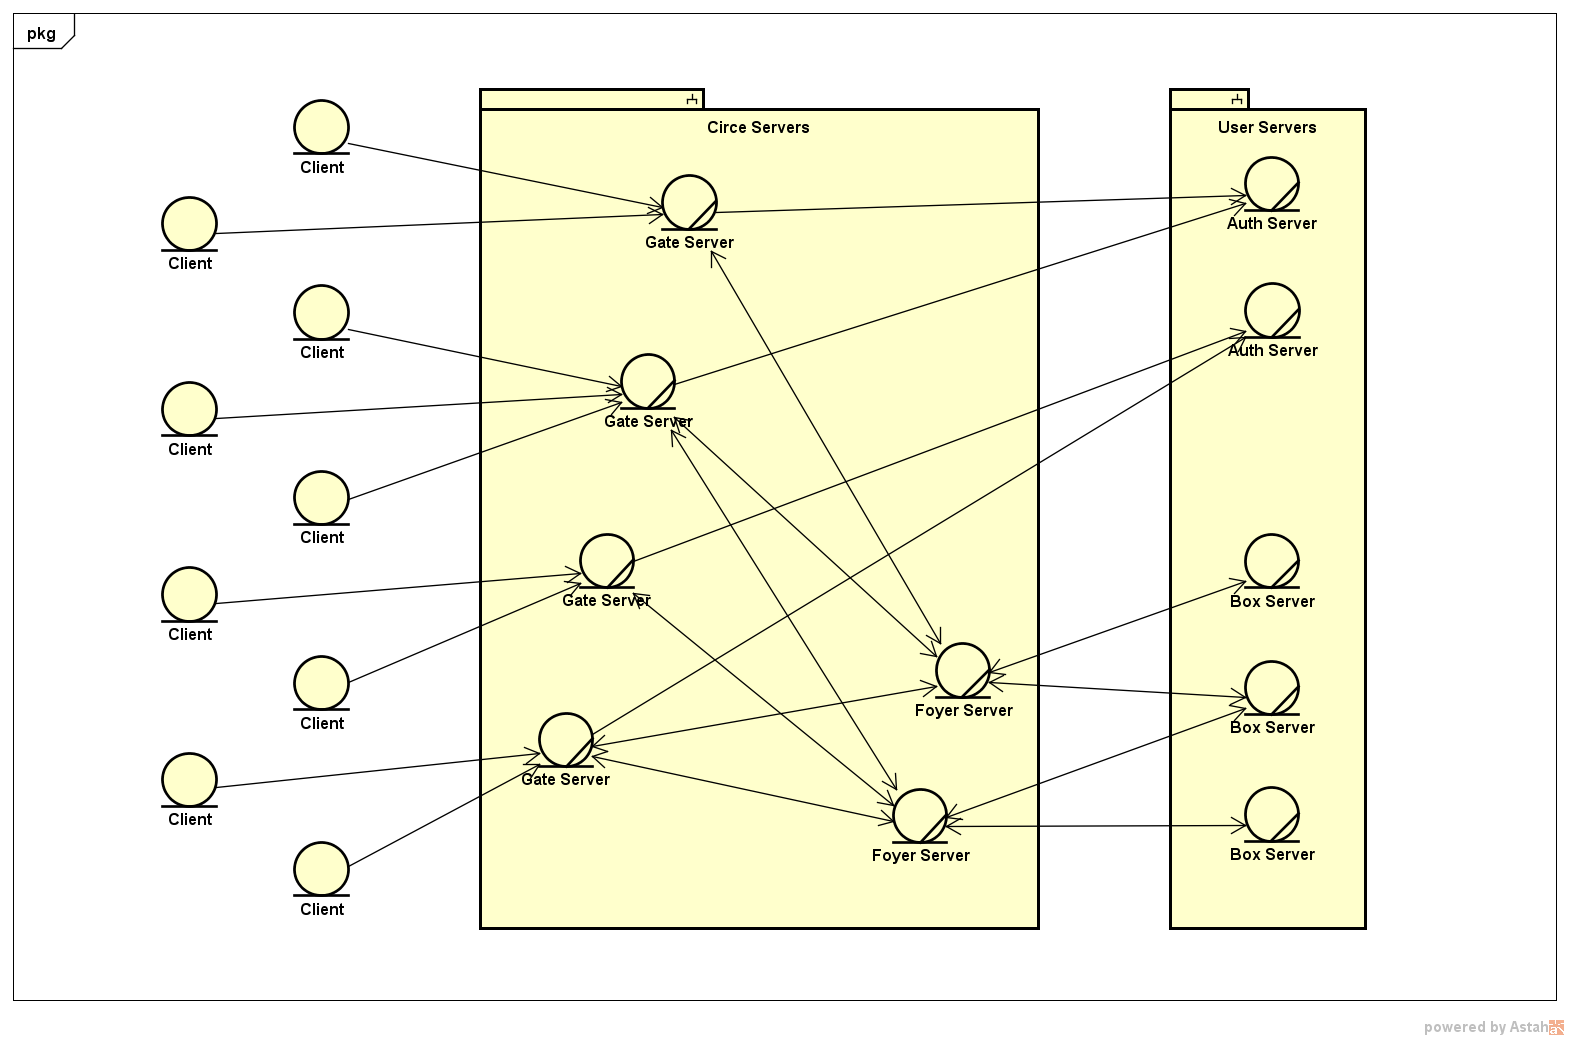 pkg
Circe Servers
User Servers
Client
Client
Client
Client
Client
Client
Client
Client
Client
Gate Server
Gate Server
Gate Server
Gate Server
Foyer Server
Foyer Server
Auth Server
Auth Server
Box Server
Box Server
Box Server
powered by Astah